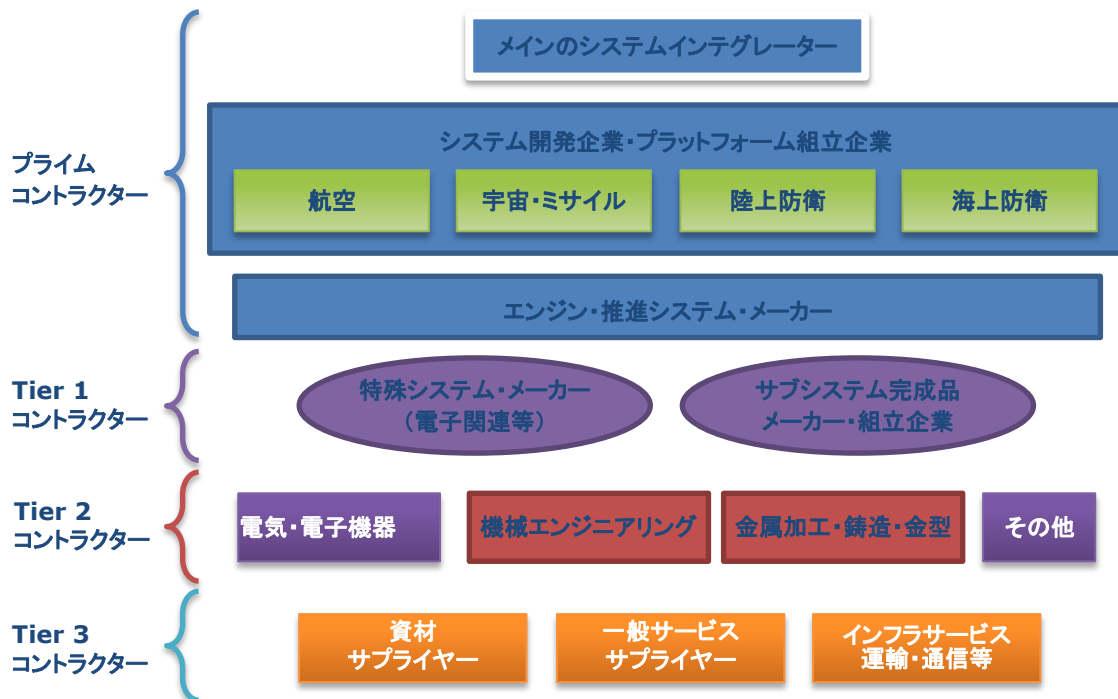 メインのシステムインテグレーター
システム開発企業・プラットフォーム組立企業
プライム
コントラクター
航空
宇宙・ミサイル
陸上防衛
海上防衛
エンジン・推進システム・メーカー
Tier 1
コントラクター
特殊システム・メーカー
（電子関連等）
サブシステム完成品
メーカー・組立企業
Tier 2
コントラクター
電気・電子機器
機械エンジニアリング
金属加工・鋳造・金型
その他
Tier 3
コントラクター
資材
サプライヤー
一般サービス
サプライヤー
インフラサービス
運輸・通信等